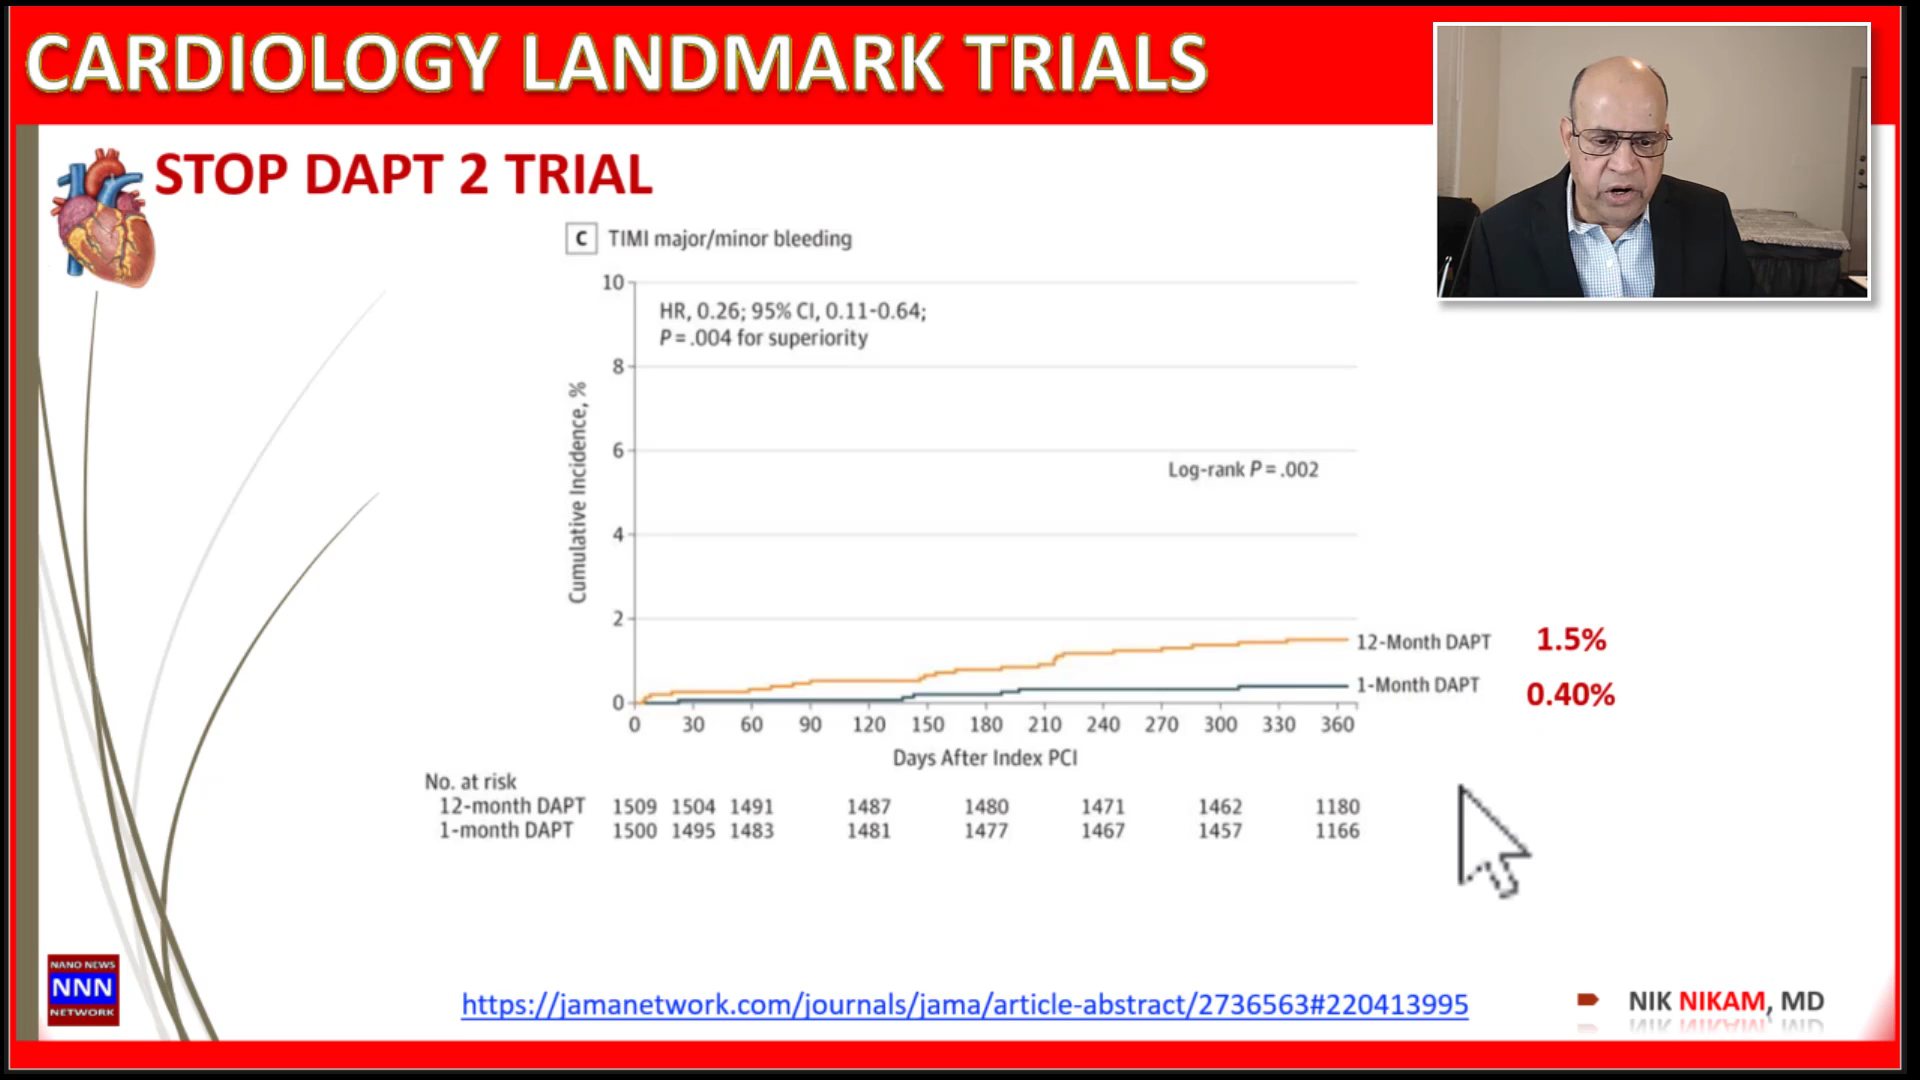 CARDIOLOGY LANDMARK TRIALS
STOP DAPT 2 TRIAL
C TIMI major/minor bleeding
HR, 0.26; 95% CI, 0.11-0.64;
P = .004 for superiority
Log-rank P = .002
Cumulative Incidence, %
10
8
6
4
2
0
12-Month DAPT 1.5%
1-Month DAPT 0.40%
0 30 60 90 120 150 180 210 240 270 300 330 360
Days After Index PCI
No. at risk
12-month DAPT 1509 1504 1491 1487 1480 1471 1462 1180
1-month DAPT 1500 1495 1483 1481 1477 1467 1457 1166
NANO NEWS
NNN
NETWORK
https://jamanetwork.com/journals/jama/article-abstract/2736563#220413995
NIK NIKAM, MD